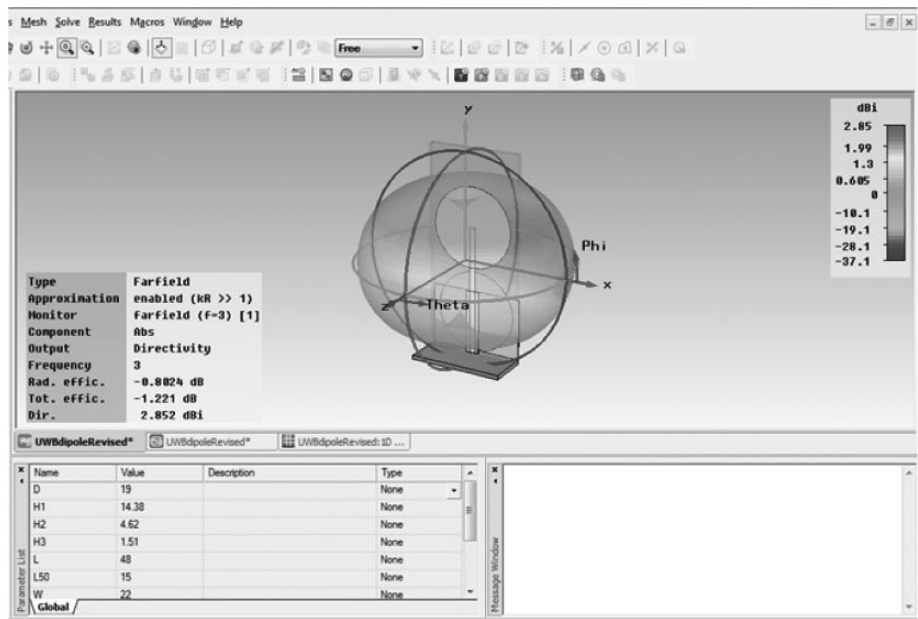 s Mesh Solve Results Macros Window Help
Free
y
Phi
x
z
Theta
dBi
2.85
1.99
1.3
0.605
0
-10.1
-19.1
-28.1
-37.1
Type Farfield
Approximation enabled (kR >> 1)
Monitor farfield (f=3) [1]
Component Abs
Output Directivity
Frequency 3
Rad. effic. -0.8024 dB
Tot. effic. -1.221 dB
Dir. 2.852 dBi
UWBdipoleRevised* UWBdipoleRevised* UWBdipoleRevised: 1D ...
Name Value Description Type
D 19 None
H1 14.38 None
H2 4.62 None
H3 1.51 None
L 48 None
L50 15 None
W 22 None
Global
Parameter List
Message Window